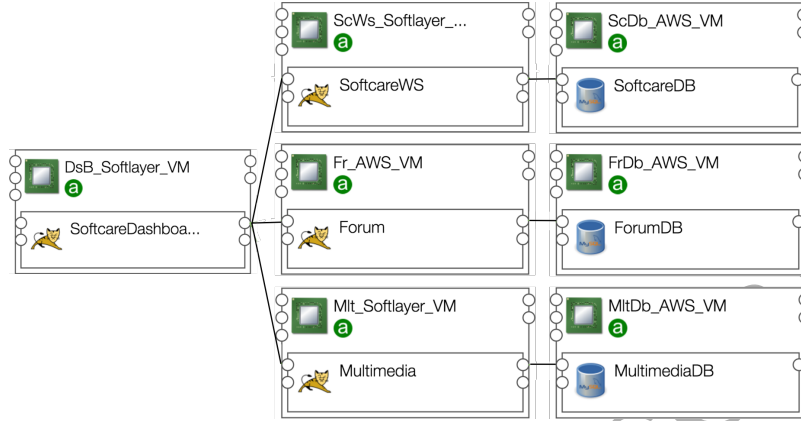 ScWs_Softlayer_...
a
SoftcareWS
ScDb_AWS_VM
a
SoftcareDB
DsB_Softlayer_VM
a
SoftcareDashboa...
Fr_AWS_VM
a
Forum
FrDb_AWS_VM
a
ForumDB
Mlt_Softlayer_VM
a
Multimedia
MltDb_AWS_VM
a
MultimediaDB